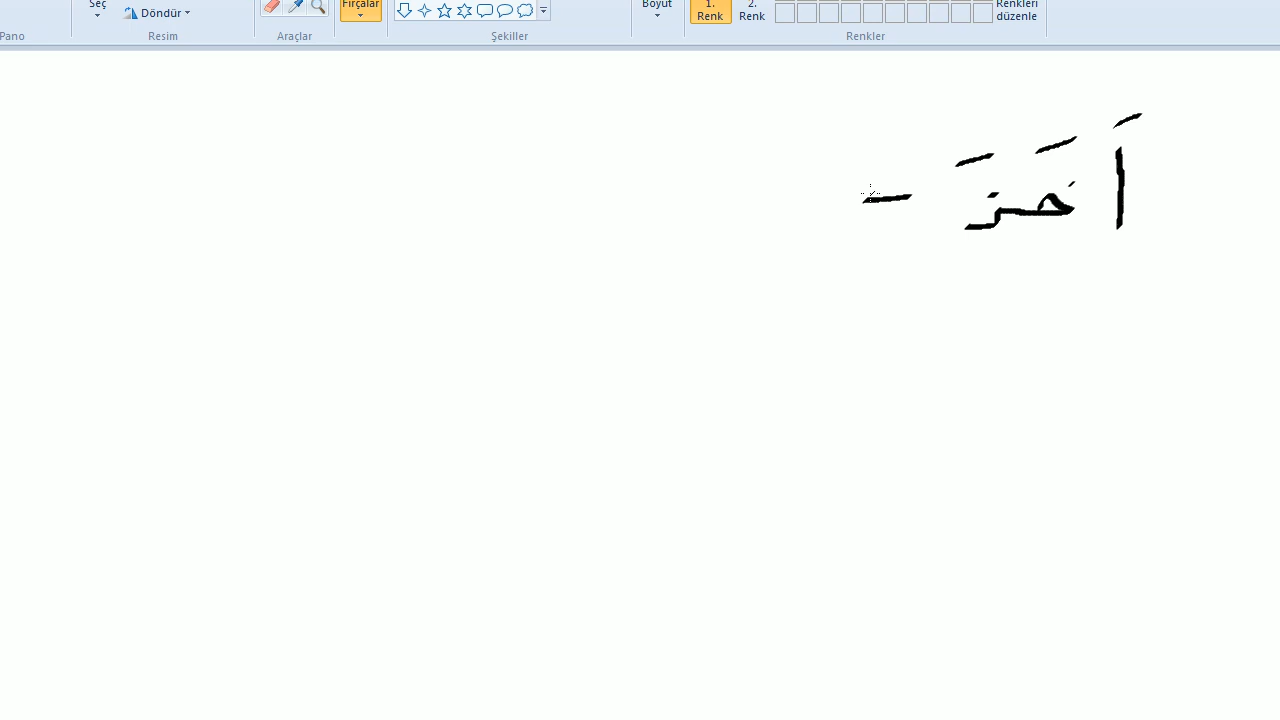 Seç
Döndür
Fırçalar
Boyut
1.
Renk
2.
Renk
Renkleri
düzenle
Pano
Resim
Araçlar
Şekiller
Renkler
اَخَزَ –